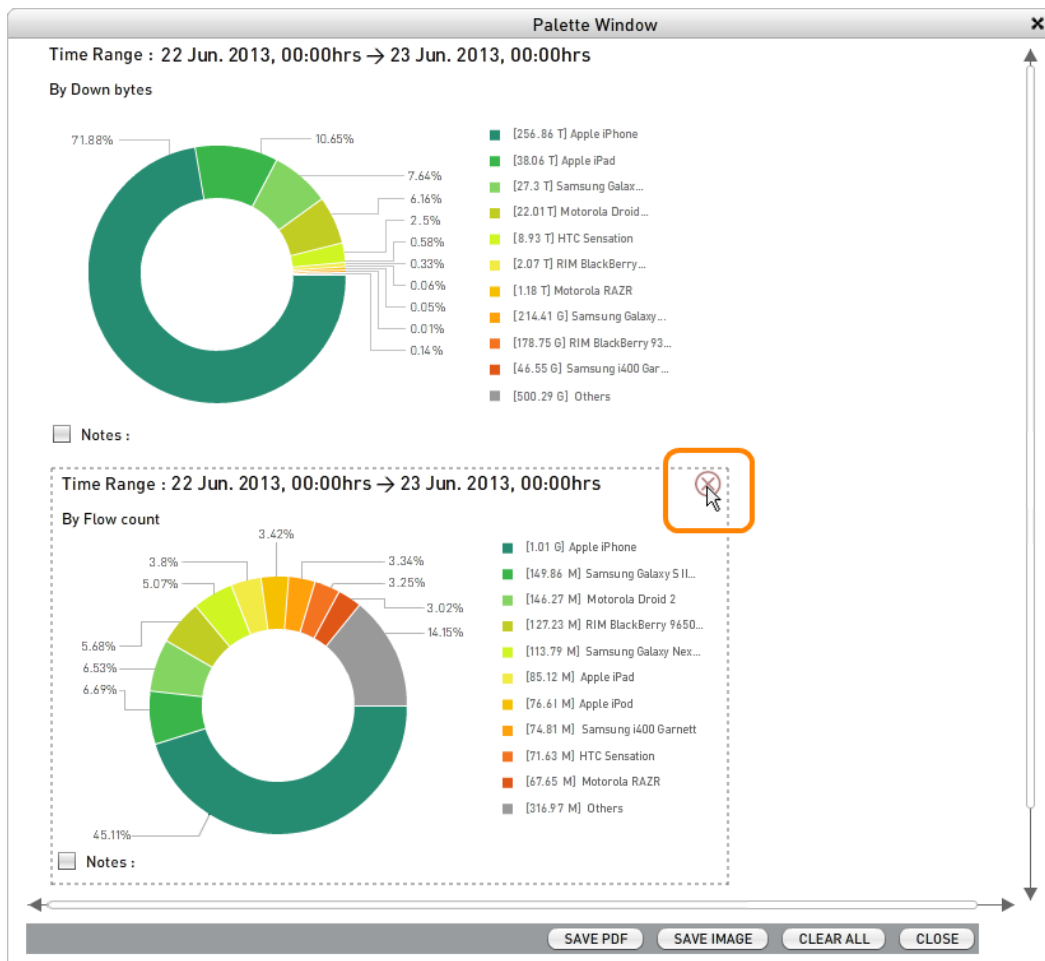 Palette Window
Time Range : 22 Jun. 2013, 00:00hrs → 23 Jun. 2013, 00:00hrs
By Down bytes
71.88%
10.65%
7.64%
6.16%
2.5%
0.58%
0.33%
0.06%
0.05%
0.01%
0.14%
[256.86 T] Apple iPhone
[38.06 T] Apple iPad
[27.3 T] Samsung Galax...
[22.01 T] Motorola Droid...
[8.93 T] HTC Sensation
[2.07 T] RIM BlackBerry...
[1.18 T] Motorola RAZR
[214.41 G] Samsung Galaxy...
[178.75 G] RIM BlackBerry 93...
[46.55 G] Samsung i400 Gar...
[500.29 G] Others
Notes :
Time Range : 22 Jun. 2013, 00:00hrs → 23 Jun. 2013, 00:00hrs
By Flow count
3.42%
3.8%
3.34%
5.07%
3.25%
3.02%
14.15%
5.68%
6.53%
6.69%
45.11%
[1.01 G] Apple iPhone
[149.86 M] Samsung Galaxy S II...
[146.27 M] Motorola Droid 2
[127.23 M] RIM BlackBerry 9650...
[113.79 M] Samsung Galaxy Nex...
[85.12 M] Apple iPad
[76.61 M] Apple iPod
[74.81 M] Samsung i400 Garnett
[71.63 M] HTC Sensation
[67.65 M] Motorola RAZR
[316.97 M] Others
Notes :
SAVE PDF SAVE IMAGE CLEAR ALL CLOSE